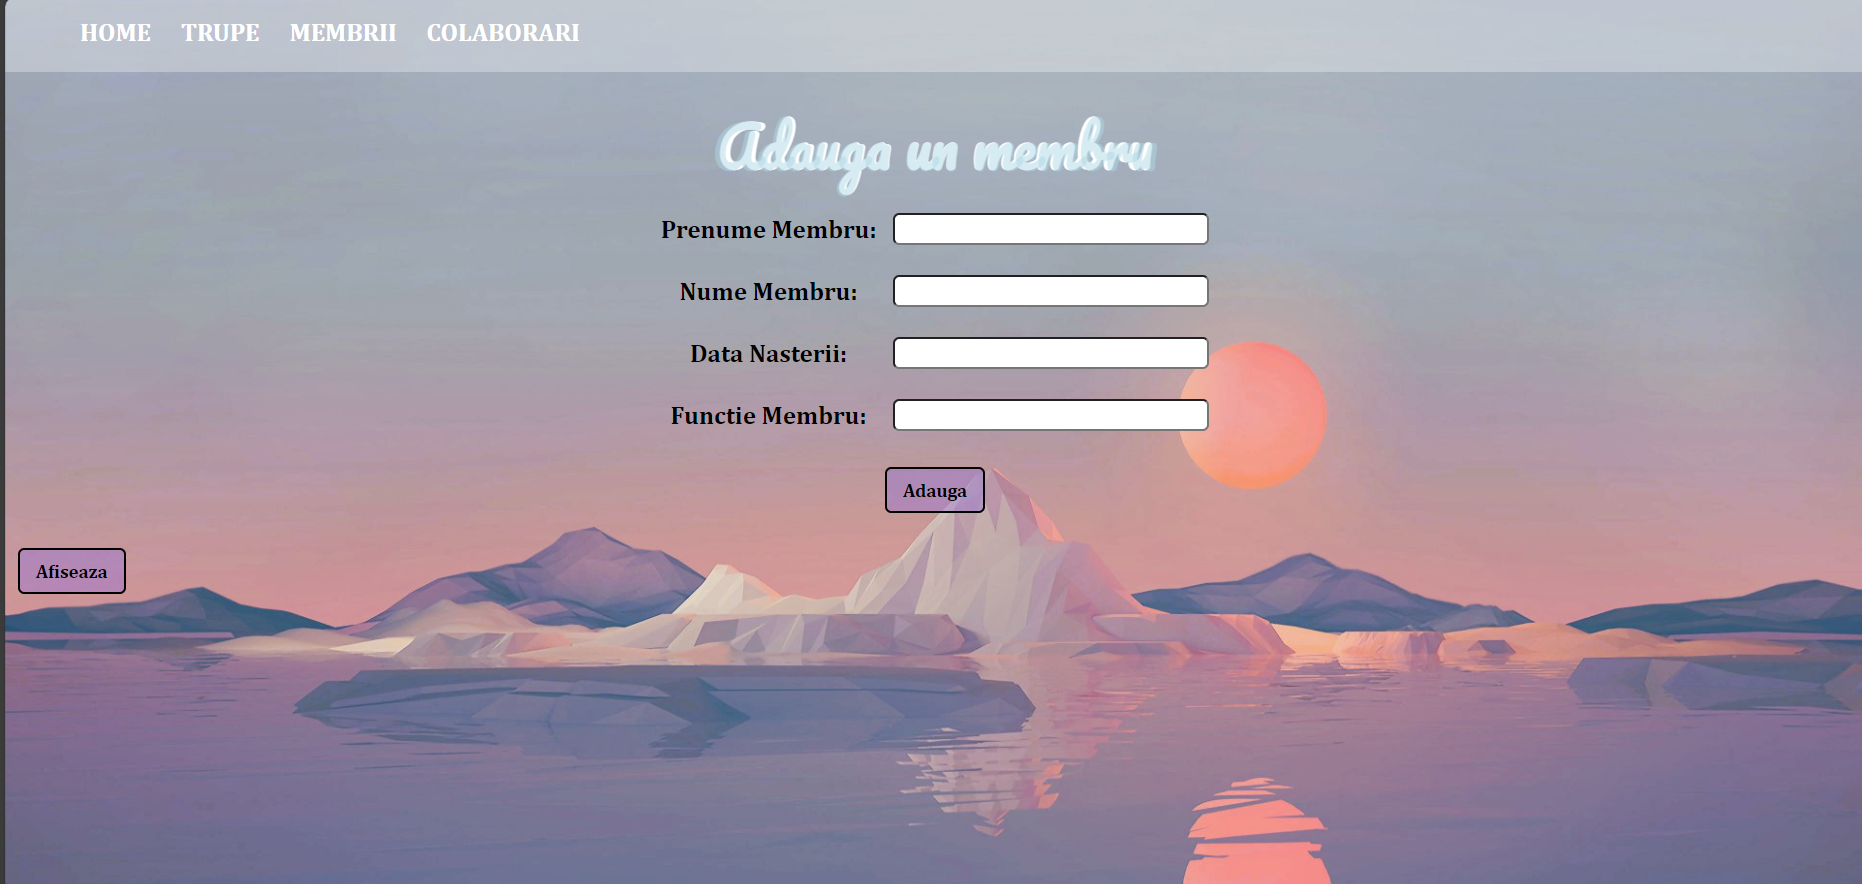 HOME TRUPE MEMBRII COLABORARI
Adauga un membru
Prenume Membru:
Nume Membru:
Data Nasterii:
Functie Membru:
Adauga
Afiseaza